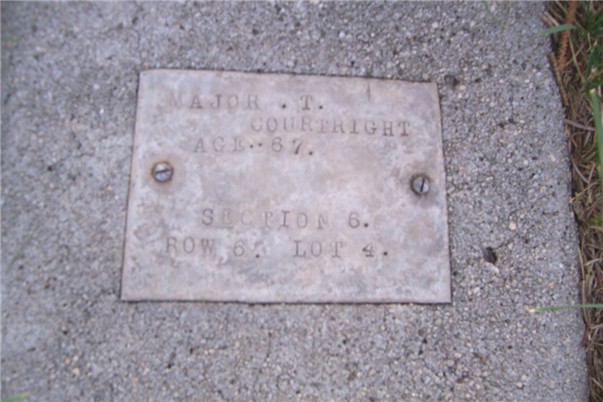 MAJOR .T.
COURTRIGHT
AGE..67.
SECTION 6.
ROW 6. LOT 4.